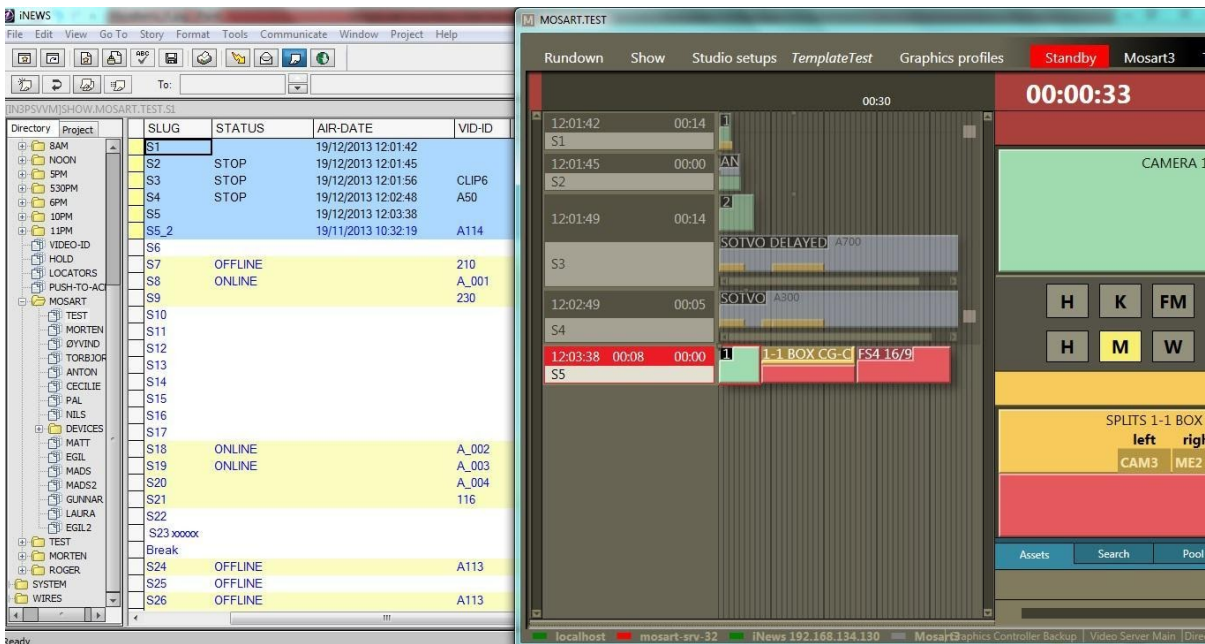 iNEWS
File Edit View Go To Story Format Tools Communicate Window Project Help
To:
[IN3PSVVM]SHOW.MOSART.TEST.S1
Directory Project
8AM
NOON
5PM
530PM
6PM
10PM
11PM
VIDEO-ID
HOLD
LOCATORS
PUSH-TO-AC
MOSART
TEST
MORTEN
ØYVIND
TORBJOR
ANTON
CECILIE
PAL
NILS
DEVICES
MATT
EGIL
MADS
MADS2
GUNNAR
LAURA
EGIL2
TEST
MORTEN
ROGER
SYSTEM
WIRES
SLUG STATUS AIR-DATE VID-ID
S1 19/12/2013 12:01:42
S2 STOP 19/12/2013 12:01:45
S3 STOP 19/12/2013 12:01:56 CLIP6
S4 STOP 19/12/2013 12:02:48 A50
S5 19/12/2013 12:03:38
S5_2 19/11/2013 10:32:19 A114
S6
S7 OFFLINE 210
S8 ONLINE A_001
S9 230
S10
S11
S12
S13
S14
S15
S16
S17
S18 ONLINE A_002
S19 ONLINE A_003
S20 A_004
S21 116
S22
S23 xxxxx
Break
S24 OFFLINE A113
S25 OFFLINE
S26 OFFLINE A113
Ready
MOSART.TEST
Rundown Show Studio setups TemplateTest Graphics profiles Standby Mosart3 T
00:30
00:00:33
12:01:42 00:14 1
S1
12:01:45 00:00 AN
S2
12:01:49 00:14 2
SOTVO DELAYED A700
S3
12:02:49 00:05 SOTVO A300
S4
12:03:38 00:08 00:00 1 1-1 BOX CG-C FS4 16/9
S5
CAMERA 1
H K FM
H M W
SPLITS 1-1 BOX
left righ
CAM3 ME2
Assets Search Pool
localhost mosart-srv-32 iNews 192.168.134.130 Mosart3 Graphics Controller Backup Video Server Main Dire